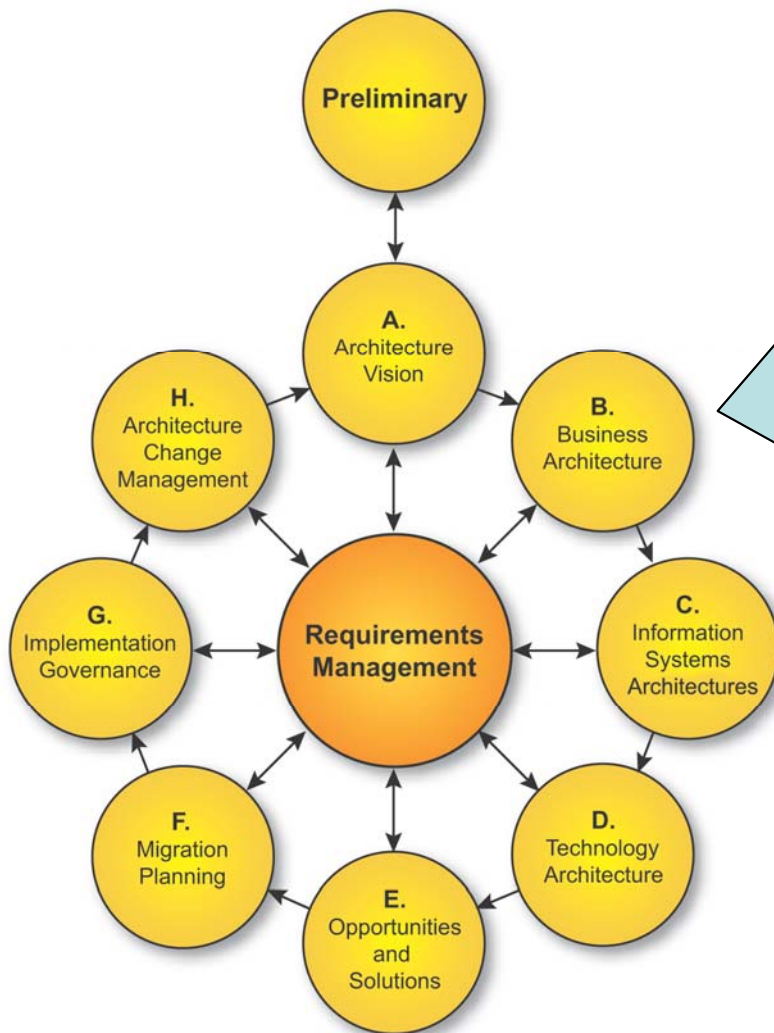 Preliminary
A.
Architecture
Vision
B.
Business
Architecture
C.
Information
Systems
Architectures
D.
Technology
Architecture
E.
Opportunities
and
Solutions
F.
Migration
Planning
G.
Implementation
Governance
H.
Architecture
Change
Management
Requirements
Management